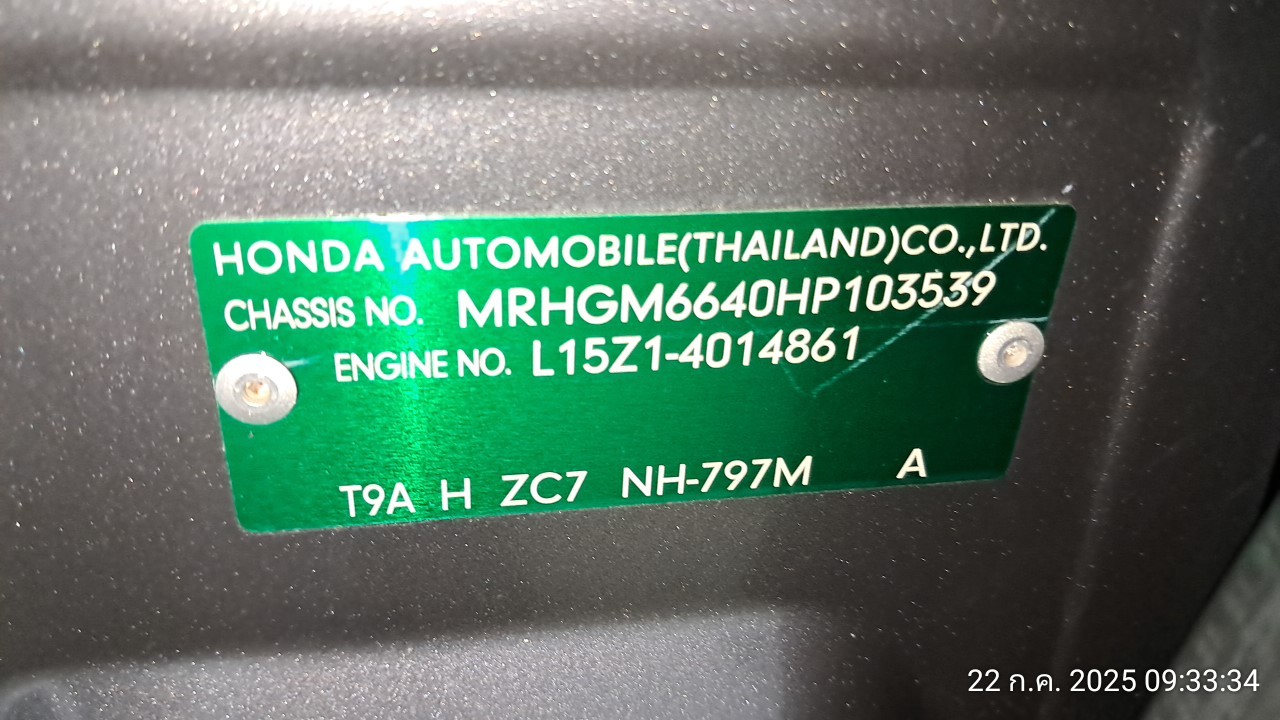 HONDA AUTOMOBILE(THAILAND)CO.,LTD.
CHASSIS NO. MRHGM6640HP103539
ENGINE NO. L15Z1-4014861
T9A H ZC7 NH-797M A
22 ก.ค. 2025 09:33:34